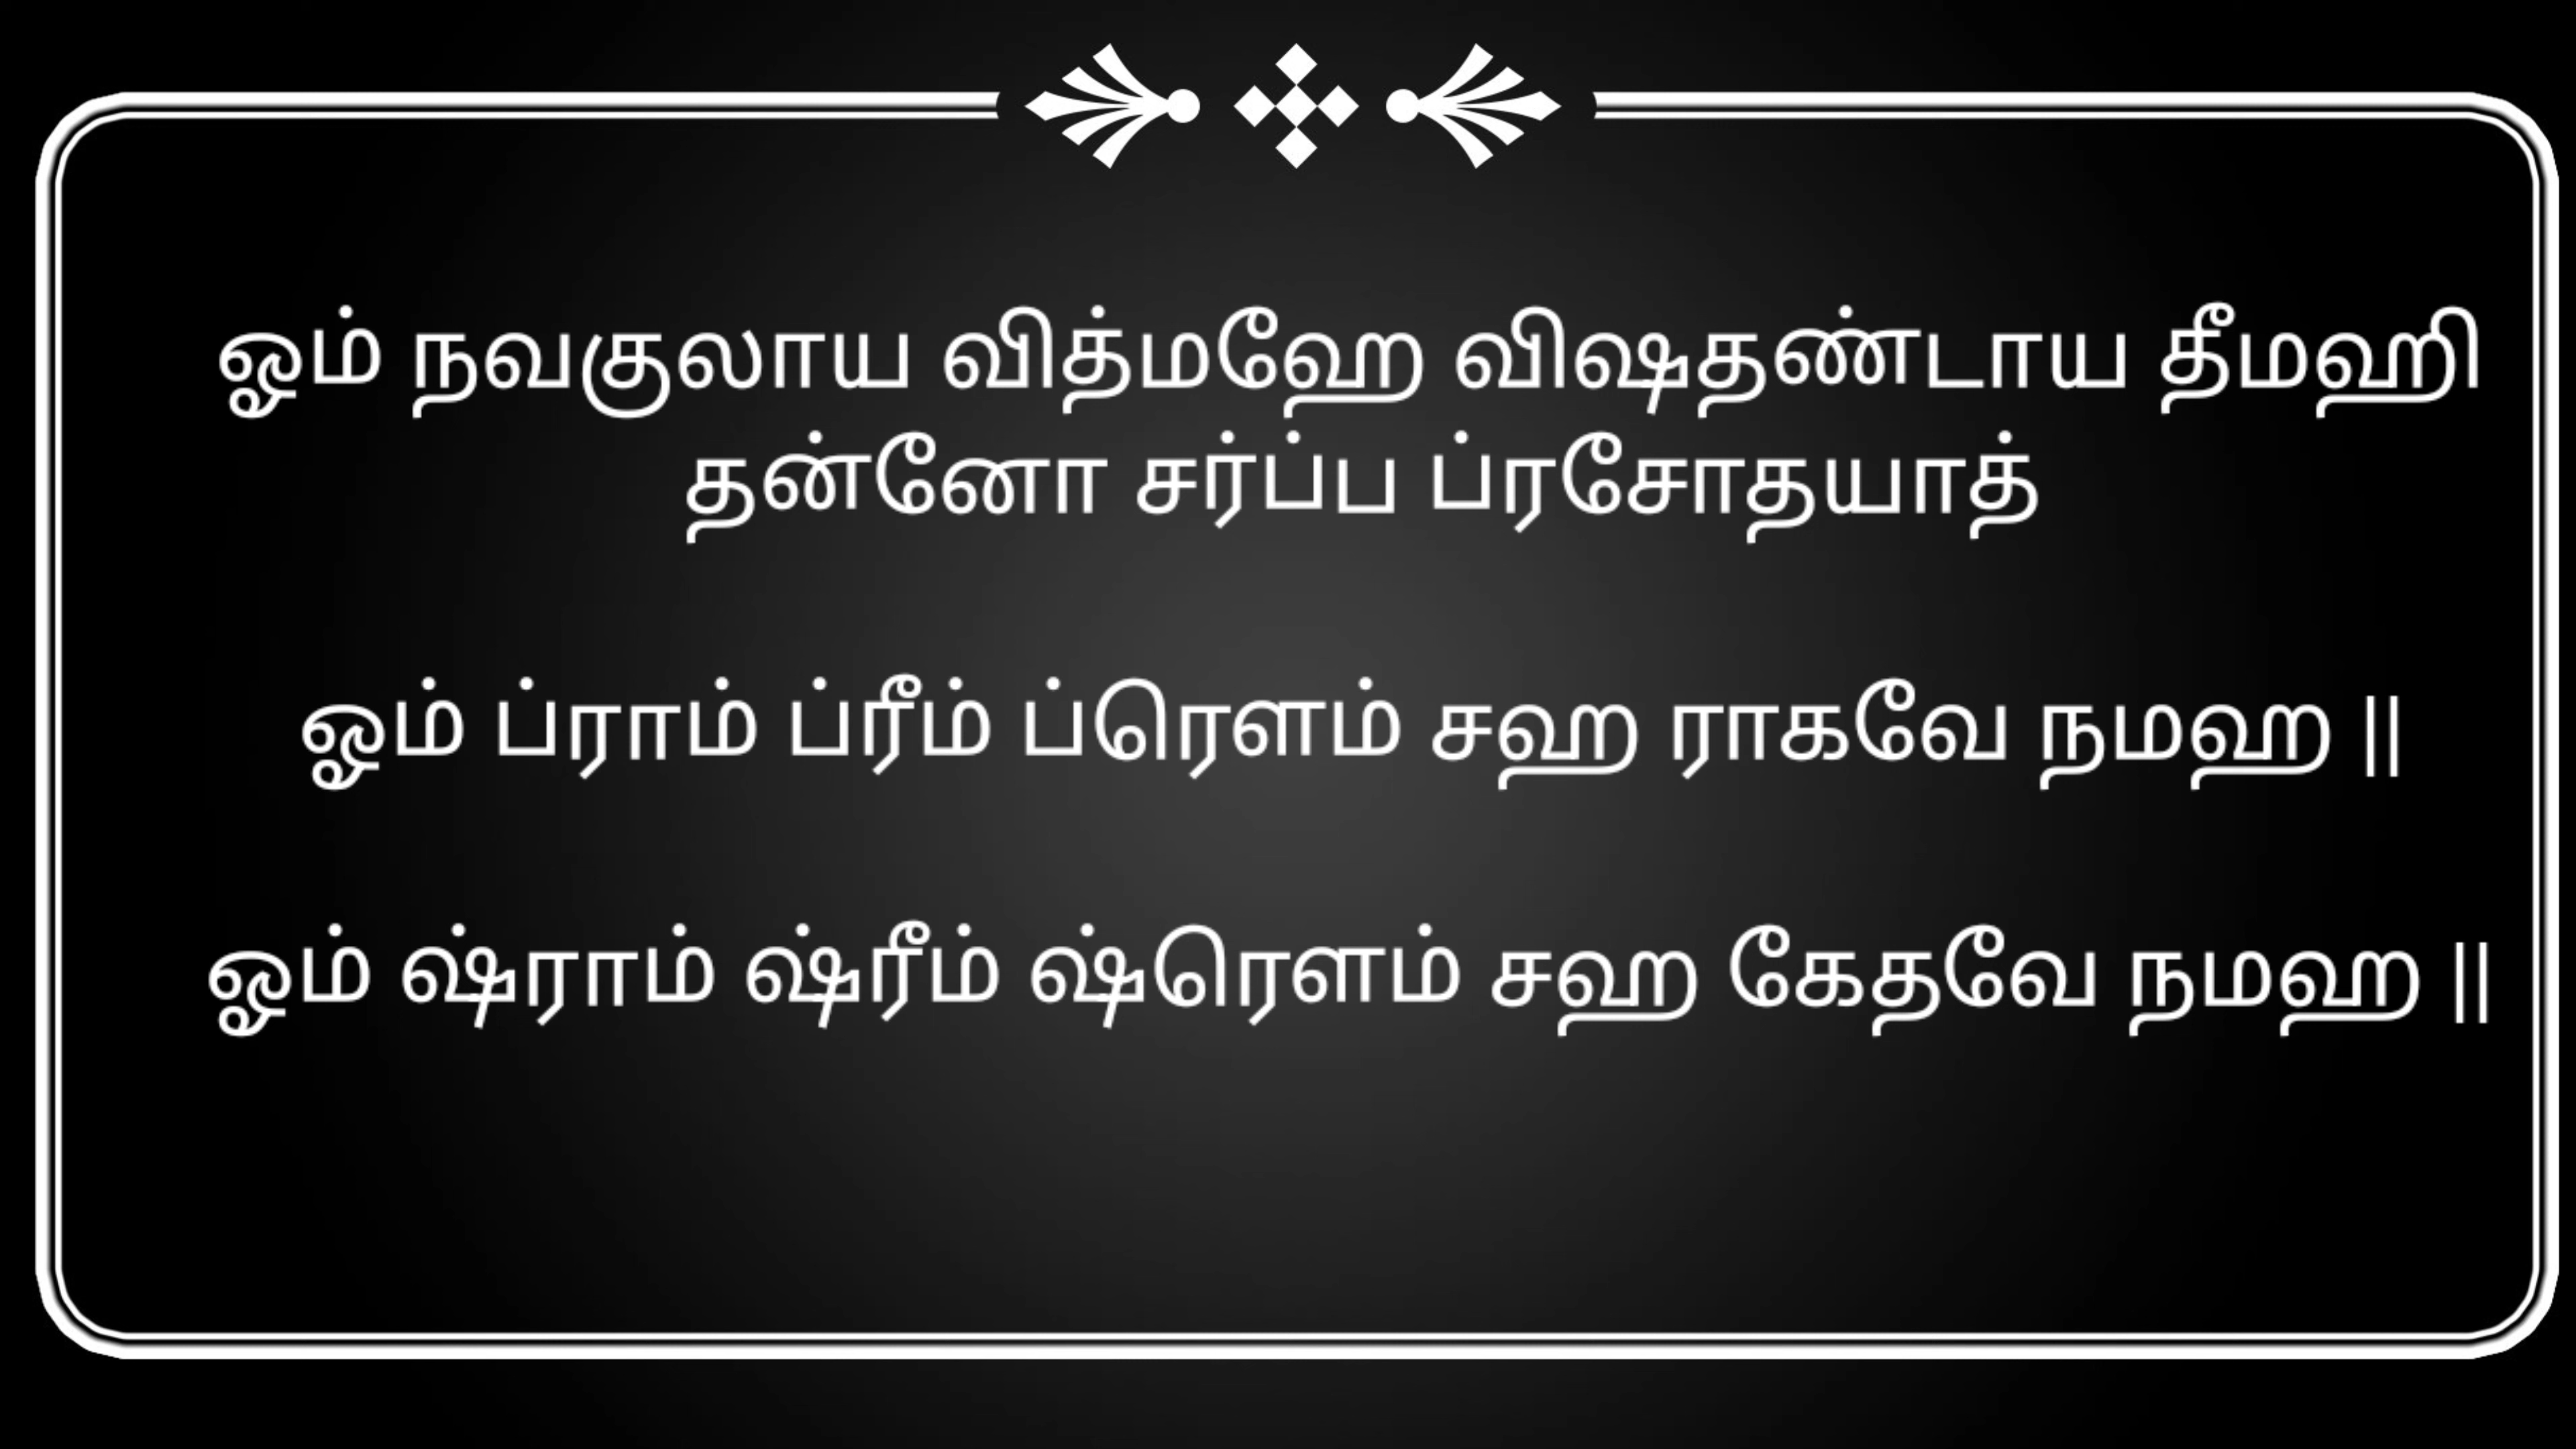 ஓம் நவகுலாய வித்மஹே விஷதண்டாய தீமஹி
தன்னோ சர்ப்ப ப்ரசோதயாத்
ஓம் ப்ராம் ப்ரீம் ப்ரௌம் சஹ ராகவே நமஹ ||
ஓம் ஷ்ராம் ஷ்ரீம் ஷ்ரௌம் சஹ கேதவே நமஹ ||